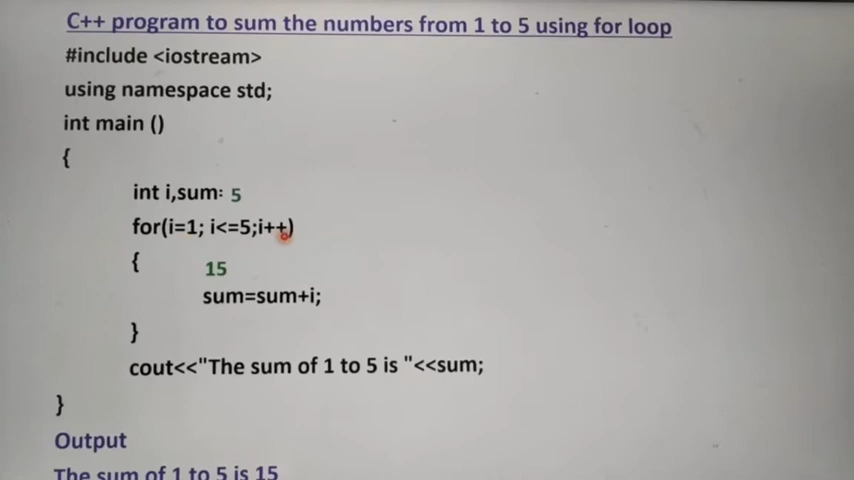 C++ program to sum the numbers from 1 to 5 using for loop
#include <iostream>
using namespace std;
int main ()
{
int i,sum= 5
for(i=1; i<=5;i++)
{
15
sum=sum+i;
}
cout<<"The sum of 1 to 5 is "<<sum;
}
Output
The sum of 1 to 5 is 15